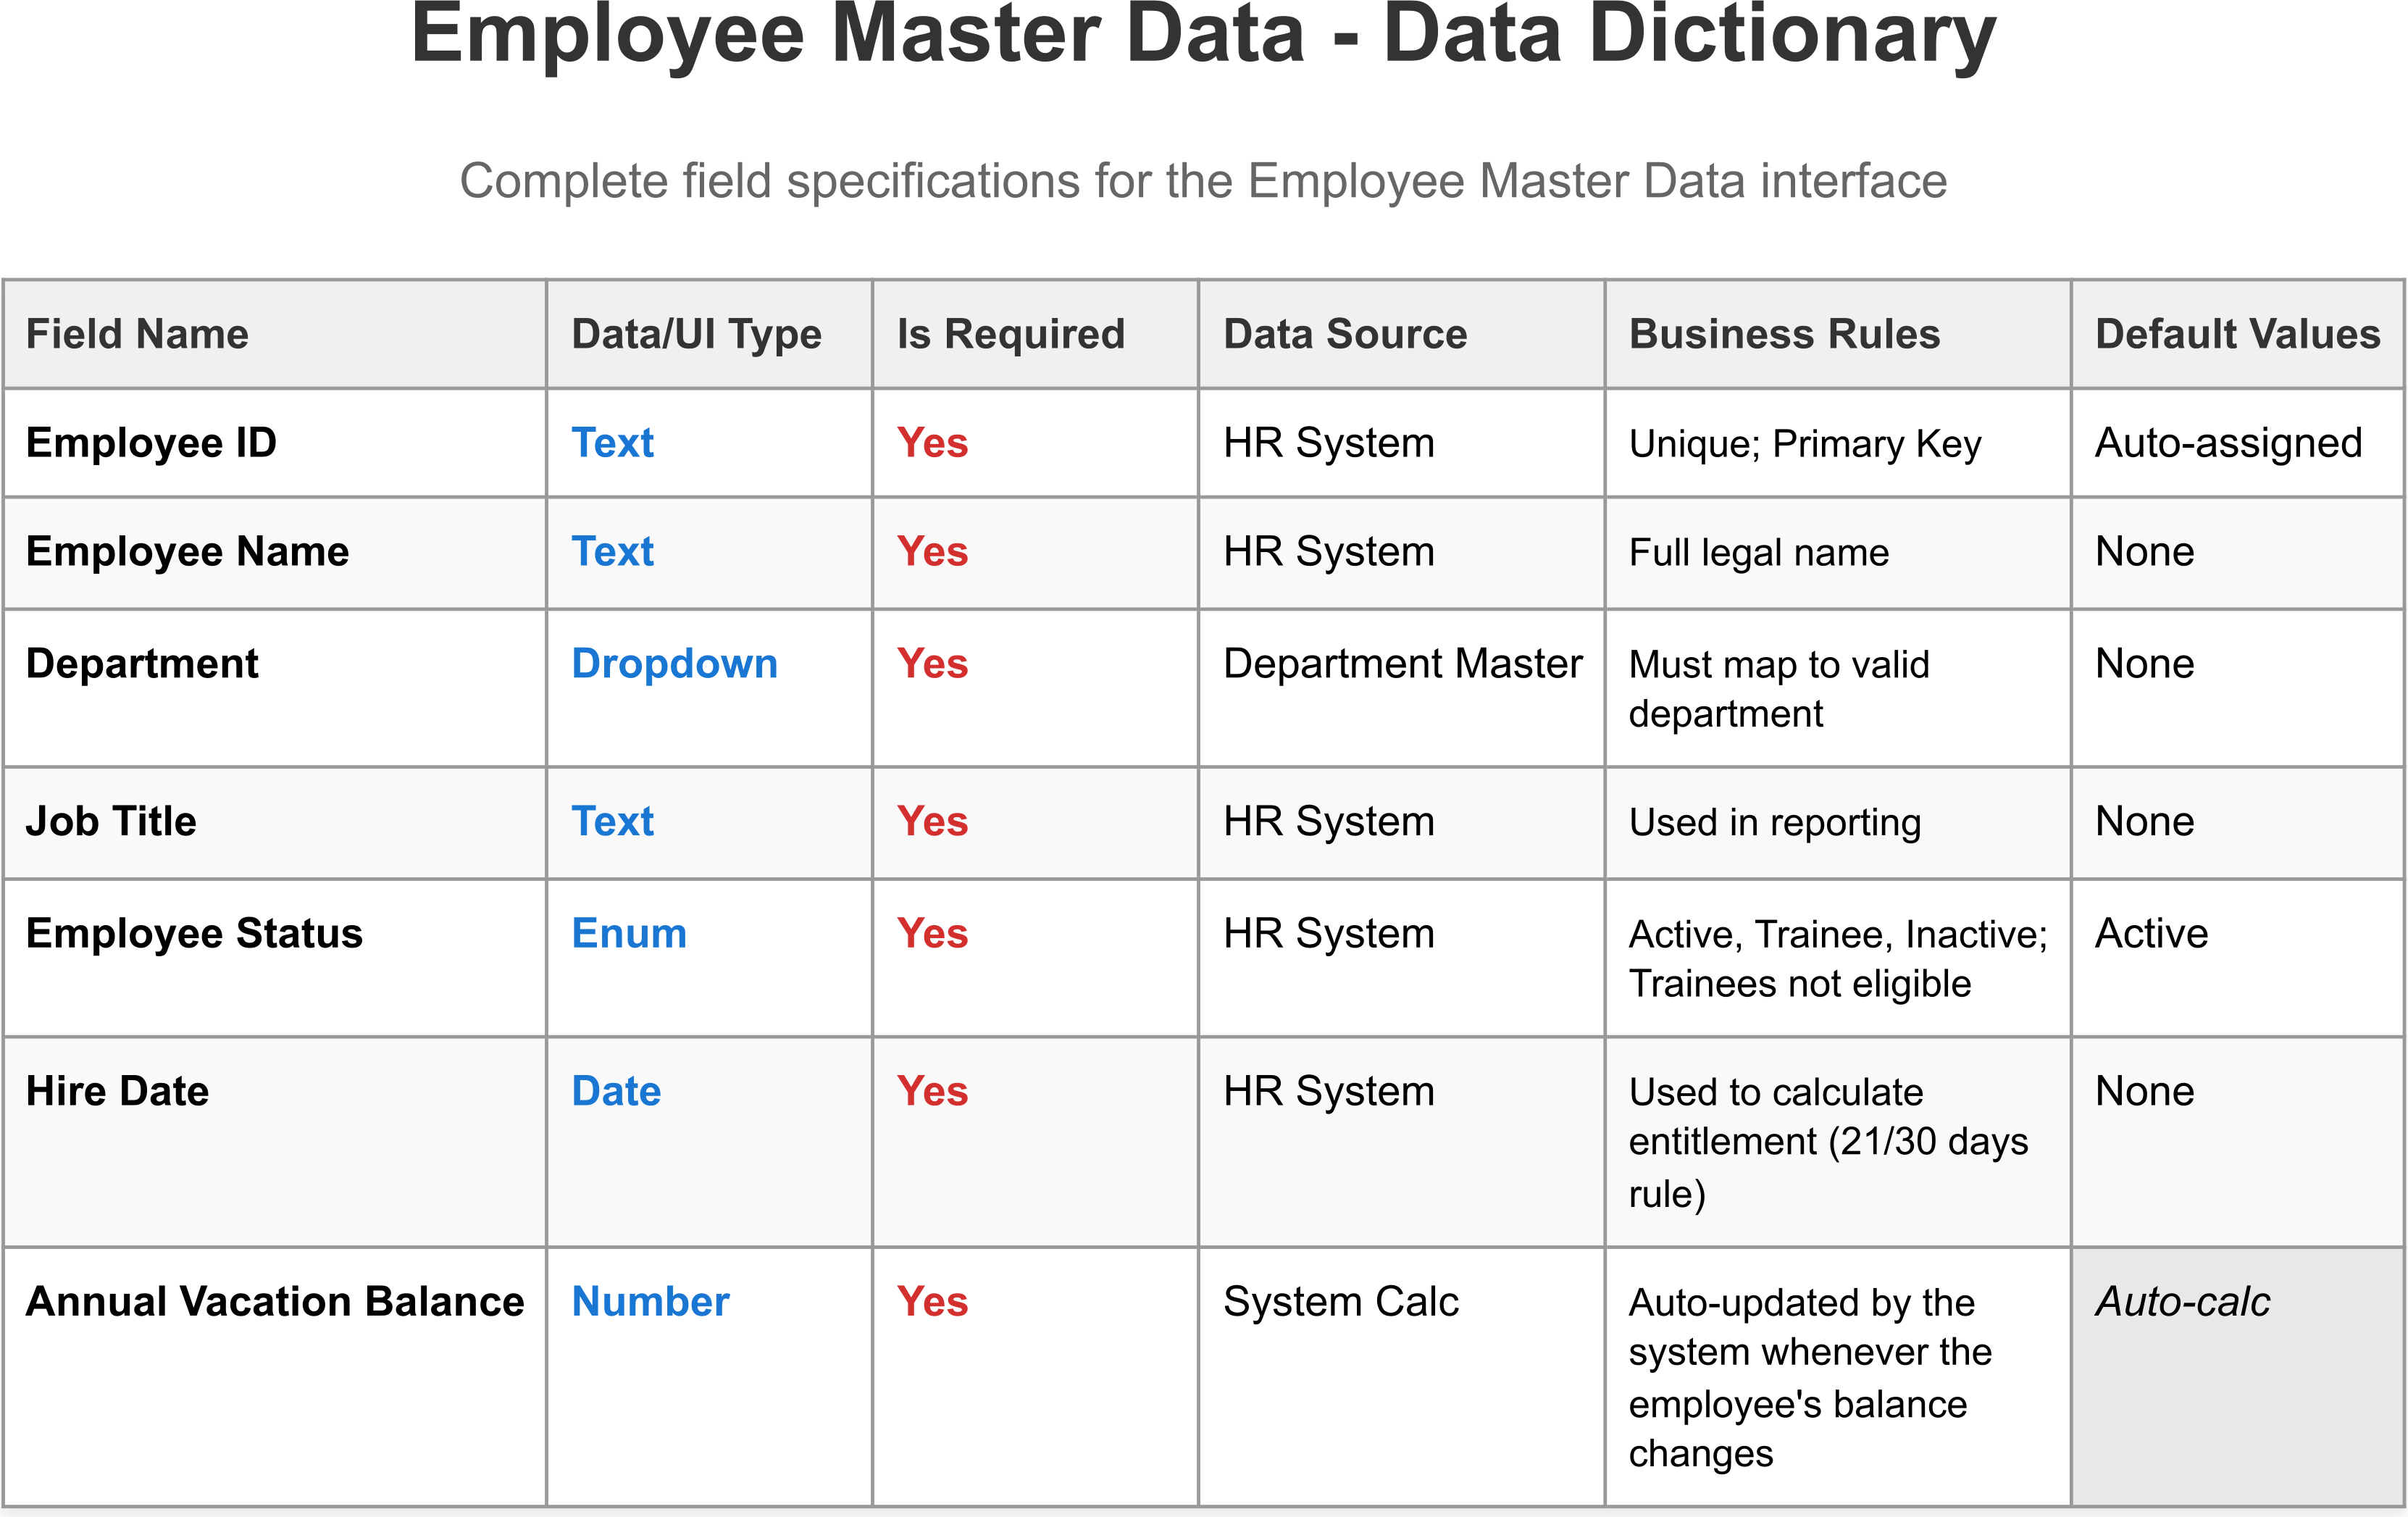 Employee Master Data - Data Dictionary
Complete field specifications for the Employee Master Data interface
Field Name Data/UI Type Is Required Data Source Business Rules Default Values
Employee ID Text Yes HR System Unique; Primary Key Auto-assigned
Employee Name Text Yes HR System Full legal name None
Department Dropdown Yes Department Master Must map to valid None
department
Job Title Text Yes HR System Used in reporting None
Employee Status Enum Yes HR System Active, Trainee, Inactive; Active
Trainees not eligible
Hire Date Date Yes HR System Used to calculate None
entitlement (21/30 days
rule)
Annual Vacation Balance Number Yes System Calc Auto-updated by the Auto-calc
system whenever the
employee's balance
changes